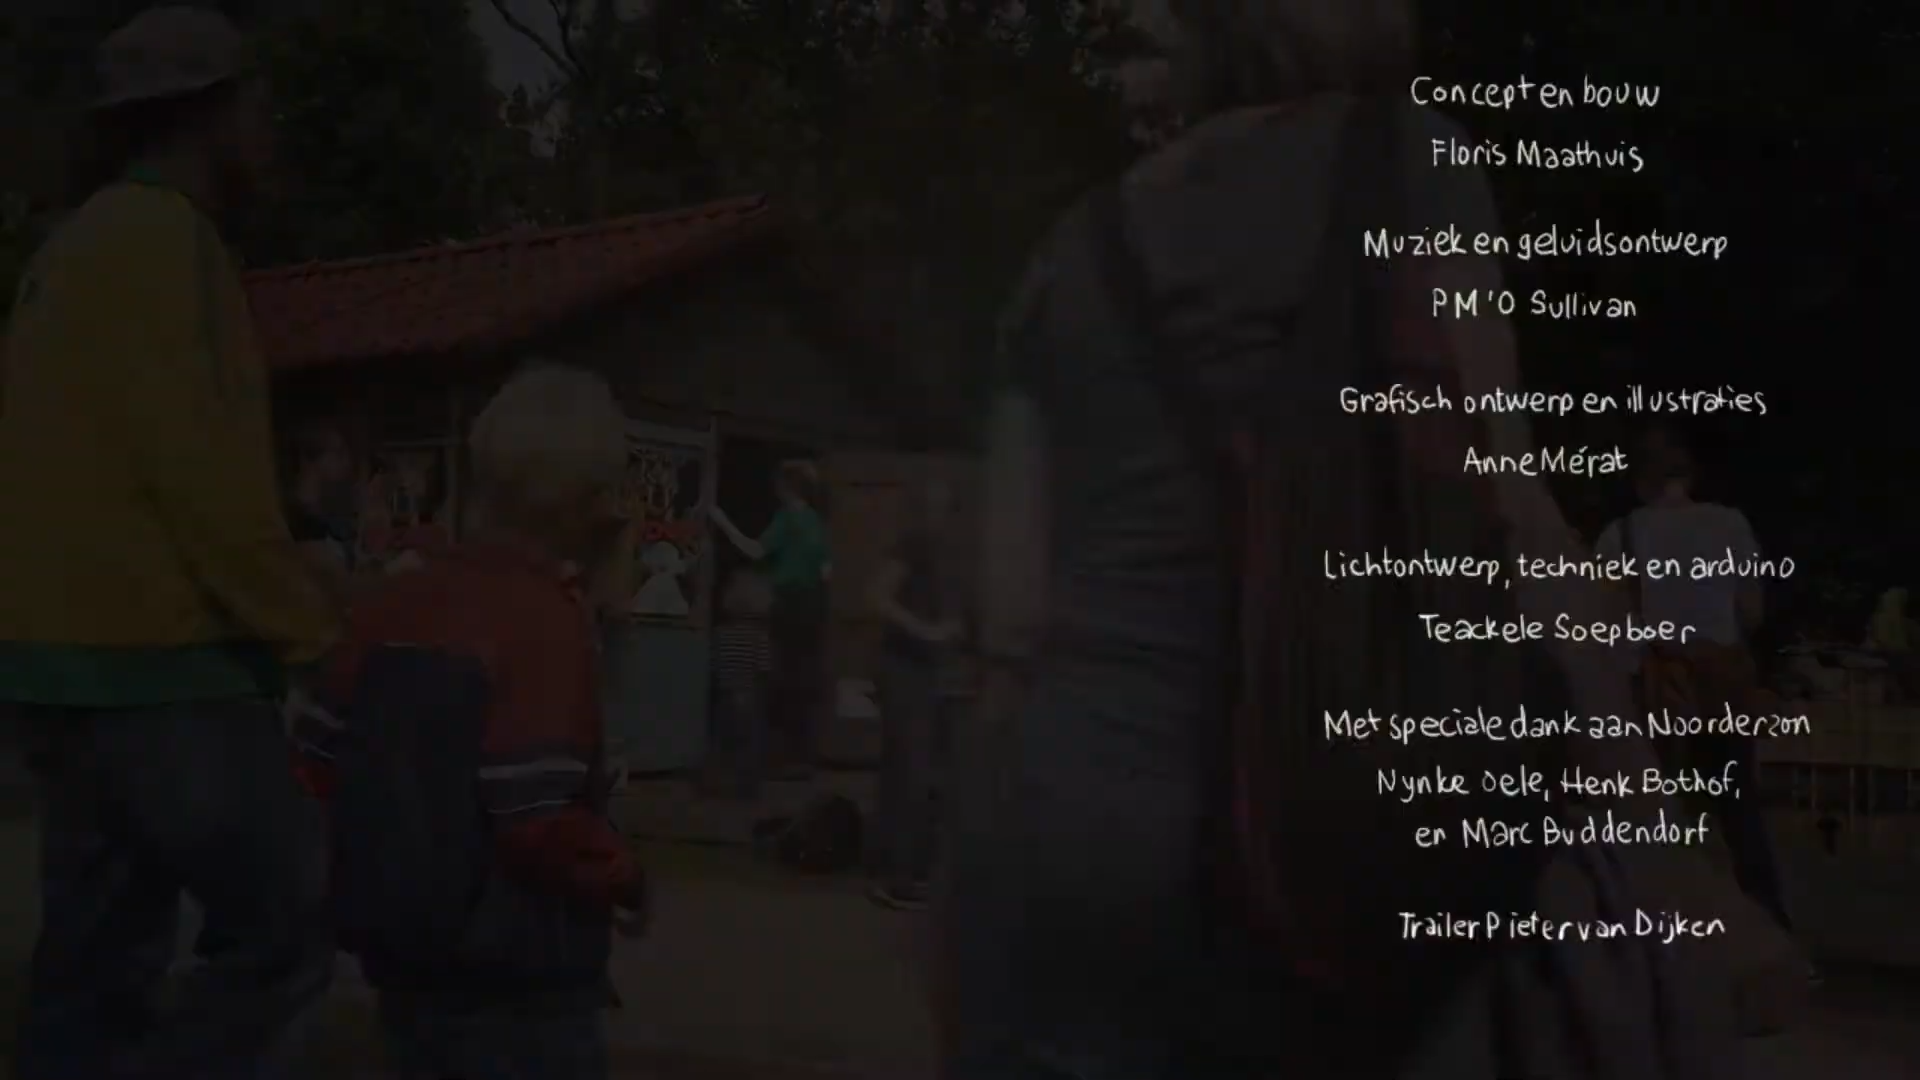 Concept en bouw
Floris Maathuis
Muziek en geluidsontwerp
PM 'O Sullivan
Grafisch ontwerp en illustraties
Anne Mérat
Lichtontwerp, techniek en arduino
Teackele Soepboer
Met speciale dank aan Noorderzon
Nynke Oele, Henk Bothof,
en Marc Buddendorf
Trailer Pieter van Dijken